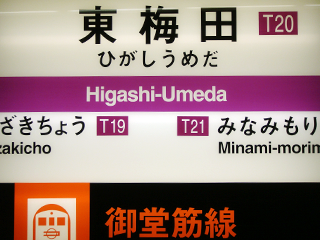 東梅田 T20
ひがしうめだ
Higashi-Umeda
ざきちょう T19 T21 みなみもり
zakicho Minami-morim
御堂筋線